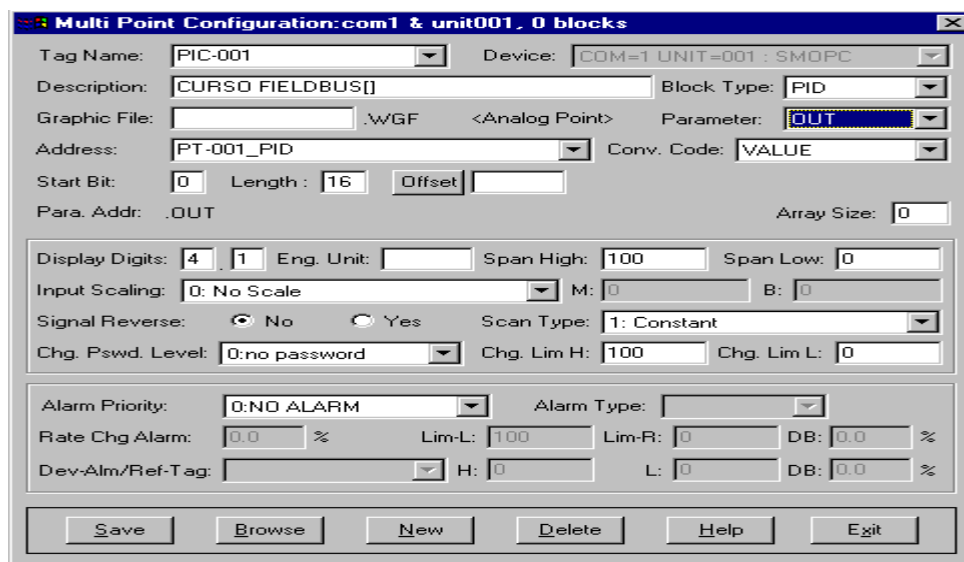 Multi Point Configuration:com1 & unit001, 0 blocks
Tag Name: PIC-001 Device: COM=1 UNIT=001 : SMOPC
Description: CURSO FIELDBUS[] Block Type: PID
Graphic File: .WGF <Analog Point> Parameter: OUT
Address: PT-001_PID Conv. Code: VALUE
Start Bit: 0 Length : 16 Offset
Para. Addr: .OUT Array Size: 0
Display Digits: 4 . 1 Eng. Unit: Span High: 100 Span Low: 0
Input Scaling: 0: No Scale M: 0 B: 0
Signal Reverse: No Yes Scan Type: 1: Constant
Chg. Pswd. Level: 0:no password Chg. Lim H: 100 Chg. Lim L: 0
Alarm Priority: 0:NO ALARM Alarm Type:
Rate Chg Alarm: 0.0 % Lim-L: 100 Lim-R: 0 DB: 0.0 %
Dev-Alm/Ref-Tag: H: 0 L: 0 DB: 0.0 %
Save Browse New Delete Help Exit